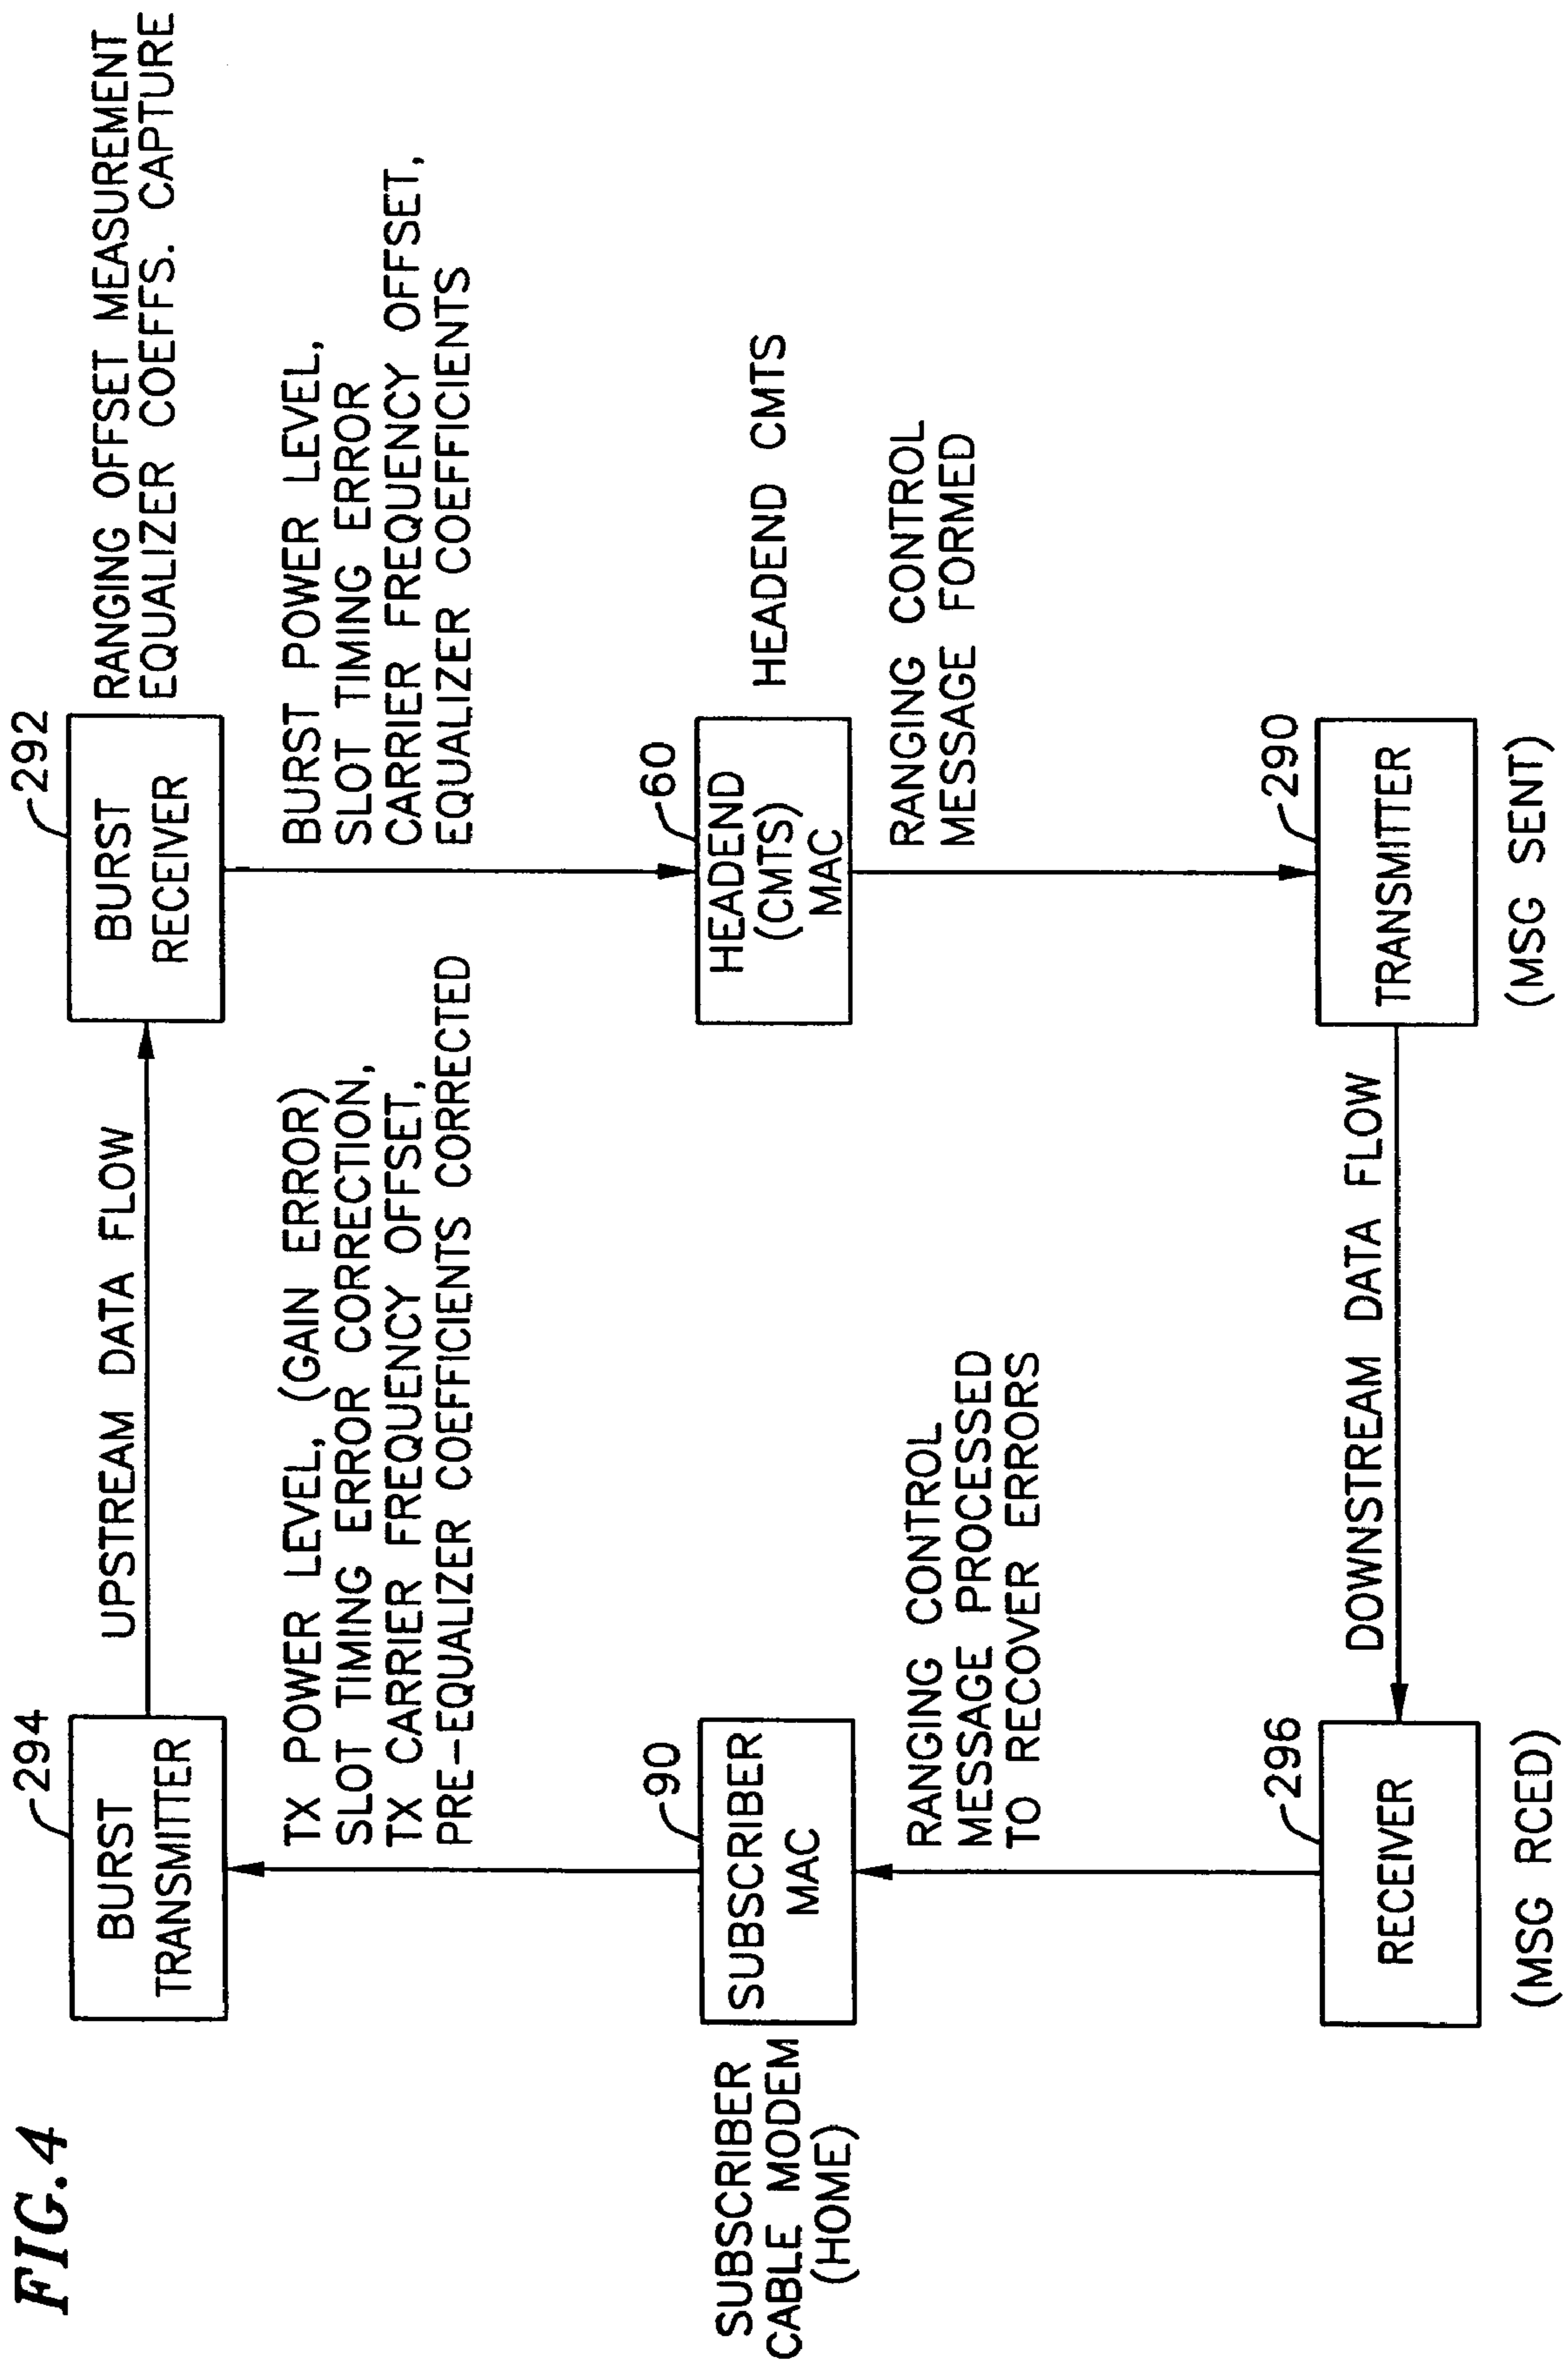 FIG.4
294
BURST
TRANSMITTER
UPSTREAM DATA FLOW
292
BURST
RECEIVER
RANGING OFFSET MEASUREMENT
EQUALIZER COEFFS. CAPTURE
TX POWER LEVEL, (GAIN ERROR)
SLOT TIMING ERROR CORRECTION,
TX CARRIER FREQUENCY OFFSET,
PRE-EQUALIZER COEFFICIENTS CORRECTED
BURST POWER LEVEL,
SLOT TIMING ERROR
CARRIER FREQUENCY OFFSET,
EQUALIZER COEFFICIENTS
SUBSCRIBER
CABLE MODEM
(HOME)
90
SUBSCRIBER
MAC
60
HEADEND
(CMTS)
MAC
HEADEND CMTS
RANGING CONTROL
MESSAGE PROCESSED
TO RECOVER ERRORS
RANGING CONTROL
MESSAGE FORMED
296
RECEIVER
(MSG RCED)
DOWNSTREAM DATA FLOW
290
TRANSMITTER
(MSG SENT)